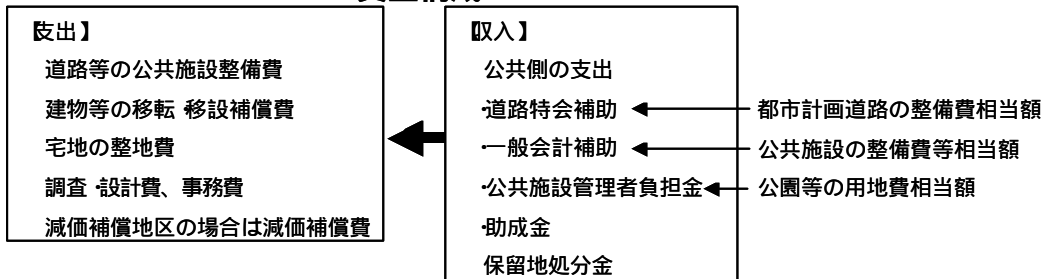 【支出】
道路等の公共施設整備費
建物等の移転・移設補償費
宅地の整地費
調査・設計費、事務費
減価補償地区の場合は減価補償費
【収入】
公共側の支出
・道路特会補助
・一般会計補助
・公共施設管理者負担金
・助成金
保留地処分金
都市計画道路の整備費相当額
公共施設の整備費等相当額
公園等の用地費相当額